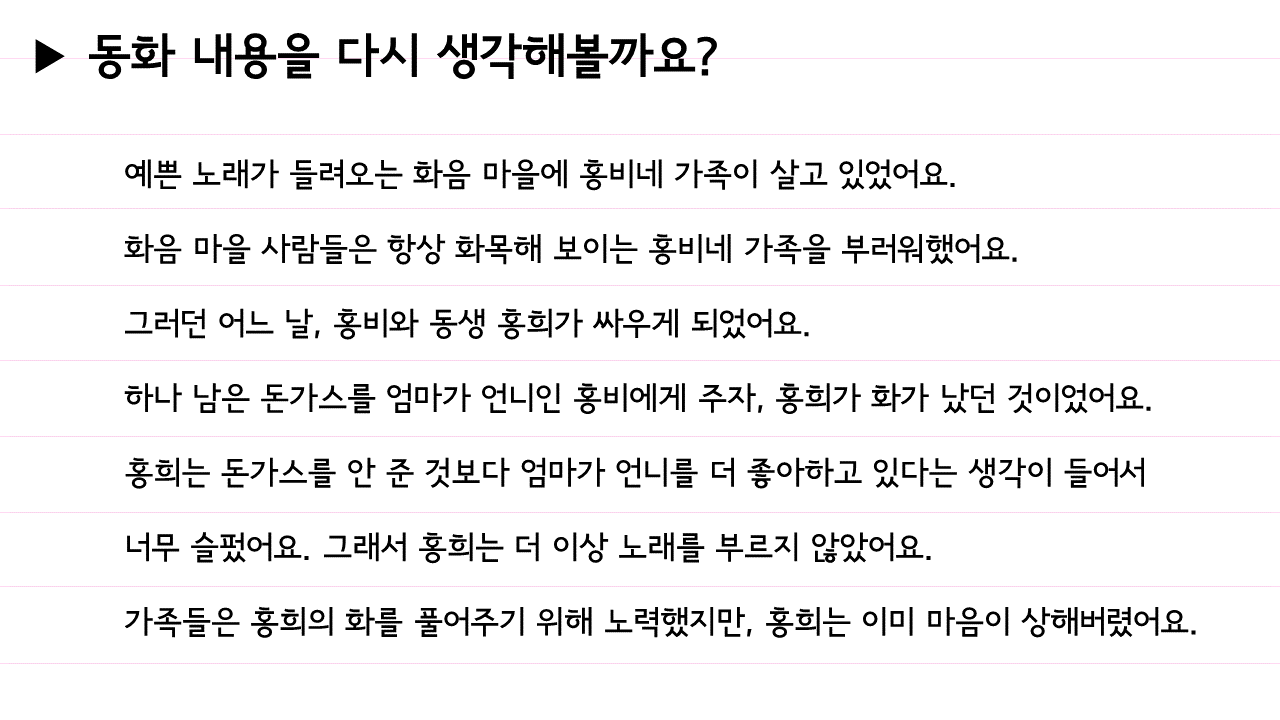 ▶ 동화 내용을 다시 생각해볼까요?
예쁜 노래가 들려오는 화음 마을에 홍비네 가족이 살고 있었어요.
화음 마을 사람들은 항상 화목해 보이는 홍비네 가족을 부러워했어요.
그러던 어느 날, 홍비와 동생 홍희가 싸우게 되었어요.
하나 남은 돈가스를 엄마가 언니인 홍비에게 주자, 홍희가 화가 났던 것이었어요.
홍희는 돈가스를 안 준 것보다 엄마가 언니를 더 좋아하고 있다는 생각이 들어서
너무 슬펐어요. 그래서 홍희는 더 이상 노래를 부르지 않았어요.
가족들은 홍희의 화를 풀어주기 위해 노력했지만, 홍희는 이미 마음이 상해버렸어요.